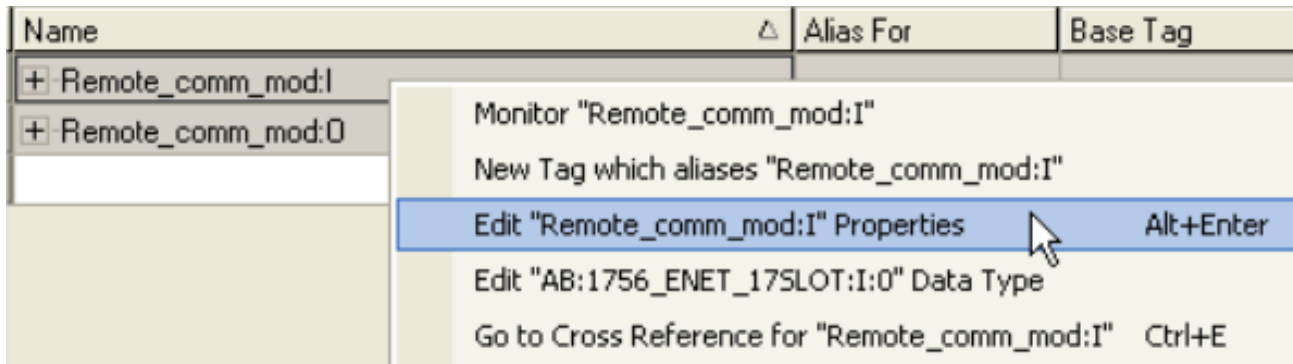 Name Alias For Base Tag
Remote_comm_mod:I
Remote_comm_mod:O
Monitor "Remote_comm_mod:I"
New Tag which aliases "Remote_comm_mod:I"
Edit "Remote_comm_mod:I" Properties Alt+Enter
Edit "AB:1756_ENET_17SLOT:I:0" Data Type
Go to Cross Reference for "Remote_comm_mod:I" Ctrl+E